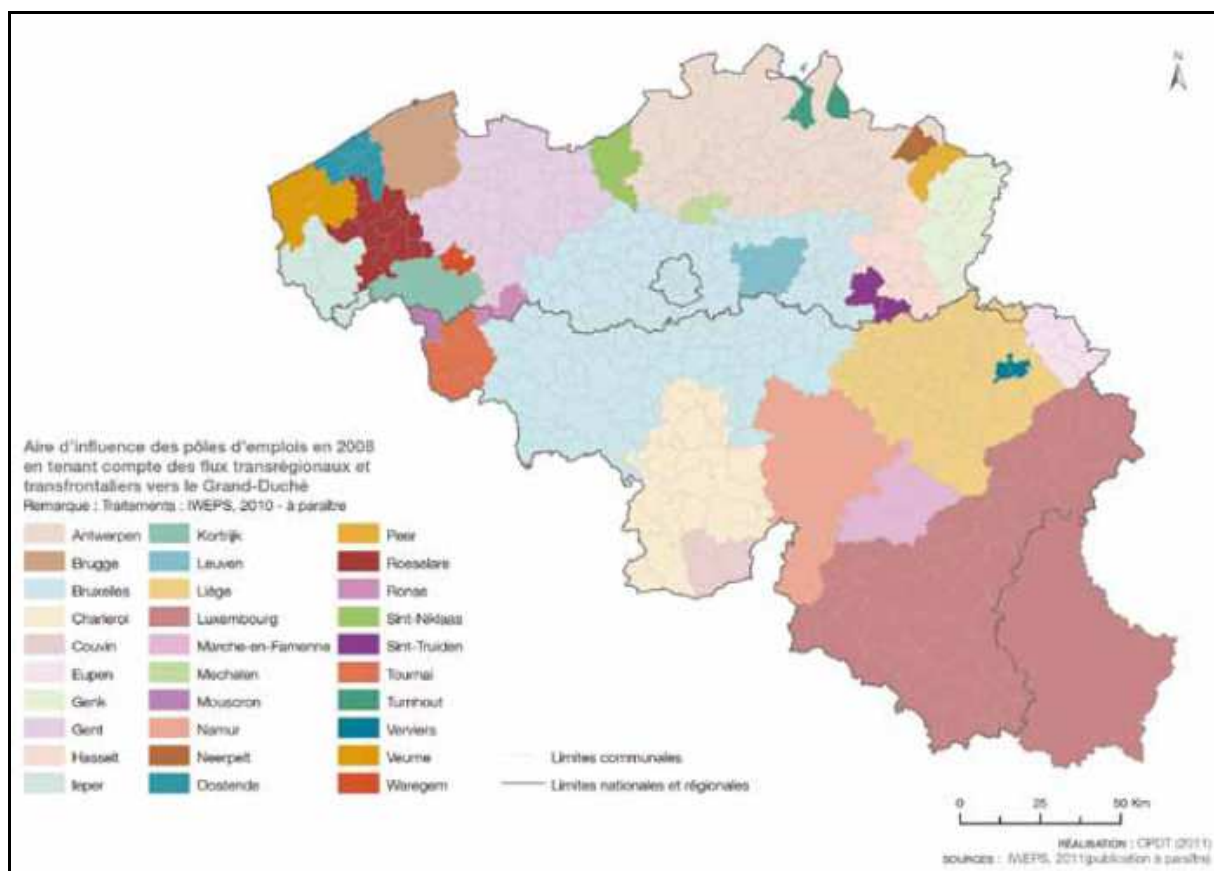 N
Aire d'influence des pôles d'emplois en 2008
en tenant compte des flux transrégionaux et
transfrontaliers vers le Grand-Duché
Remarque : Traitements : IWEPS, 2010 - à paraître
Antwerpen
Brugge
Bruxelles
Charleroi
Couvin
Eupen
Genk
Gent
Hasselt
Ieper
Kortrijk
Leuven
Liège
Luxembourg
Marche-en-Famenne
Mechelen
Mouscron
Namur
Neerpelt
Oostende
Peer
Roeselare
Ronse
Sint-Niklaas
Sint-Truiden
Tournai
Turnhout
Verviers
Veurne
Waregem
Limites communales
Limites nationales et régionales
0 25 50 Km
RÉALISATION : CPDT (2011)
SOURCES : IWEPS, 2011(publication à paraître)